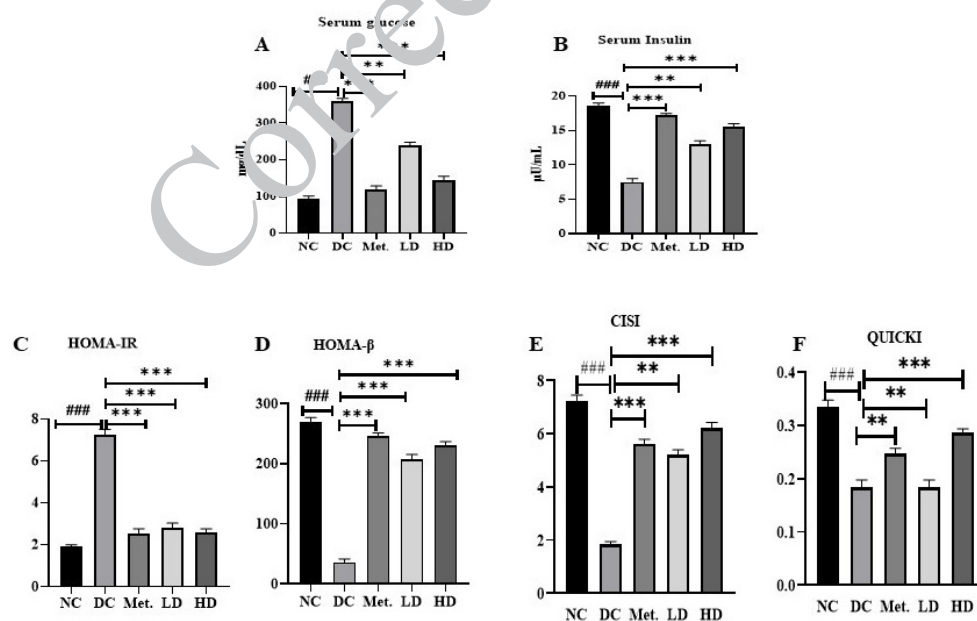 Correc
Serum glucose
A
**
mg/dL
400
300
200
100
0
NC DC Met. LD HD
B
Serum Insulin
***
###
**
***
µU/mL
20
15
10
5
0
NC DC Met. LD HD
C
HOMA-IR
***
***
###
***
8
6
4
2
0
NC DC Met. LD HD
D
HOMA-β
***
###
***
***
300
200
100
0
NC DC Met. LD HD
E
CISI
***
###
**
***
8
6
4
2
0
NC DC Met. LD HD
F
QUICKI
***
###
**
**
0.4
0.3
0.2
0.1
0.0
NC DC Met. LD HD